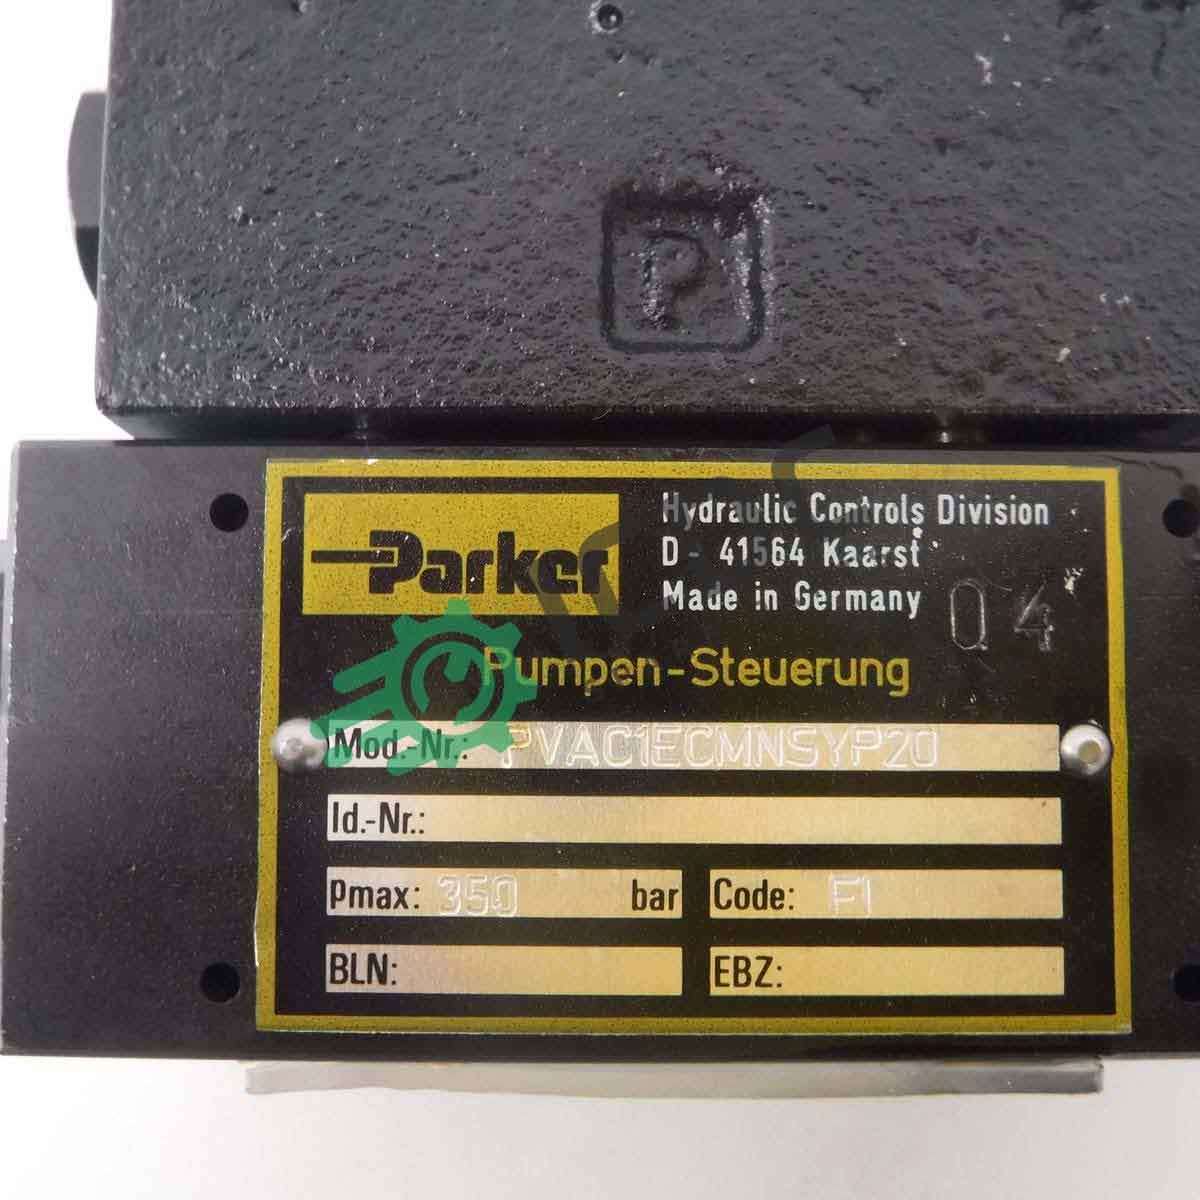 P
Parker
Hydraulic Controls Division
D - 41564 Kaarst
Made in Germany
Q4
Pumpen-Steuerung
Mod.-Nr.: PVAC1ECMNSYP20
Id.-Nr.:
pmax: 350 bar
Code: F1
BLN:
EBZ: